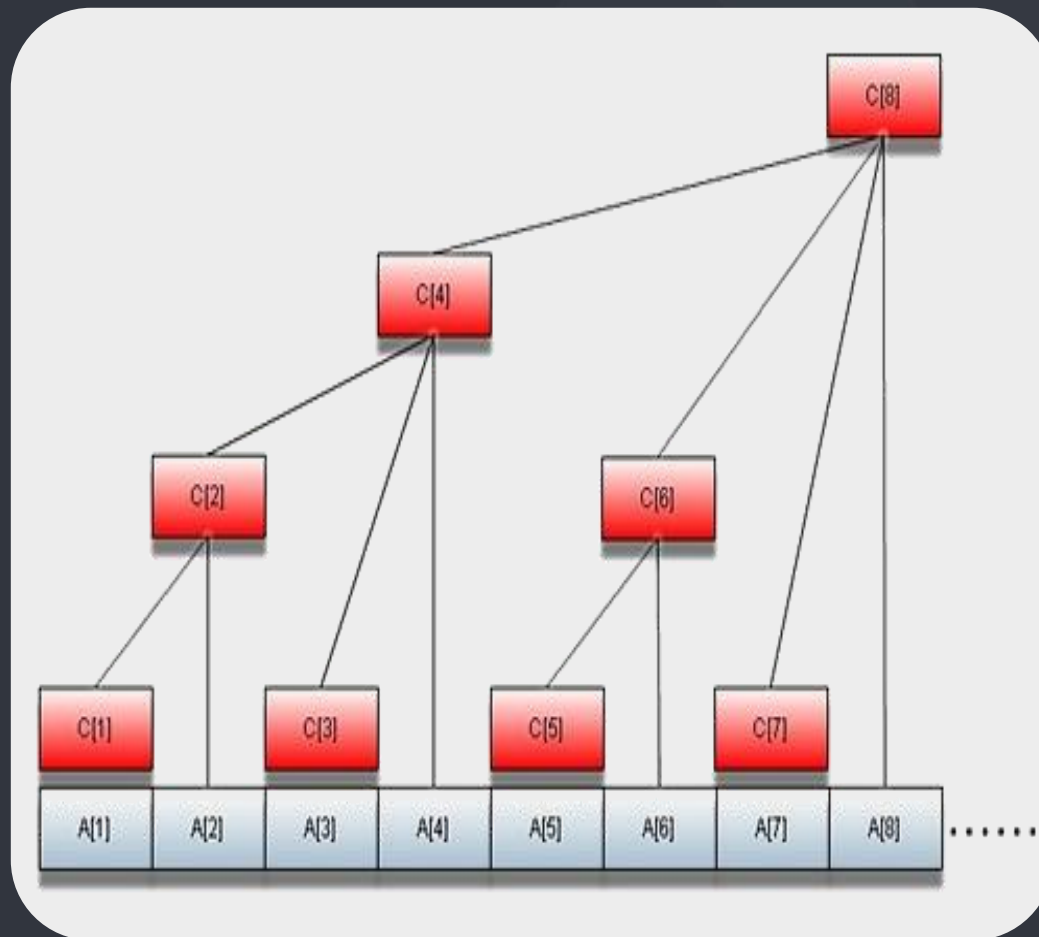 C[8]
C[4]
C[2]
C[6]
C[1] C[3] C[5] C[7]
A[1] A[2] A[3] A[4] A[5] A[6] A[7] A[8] ......